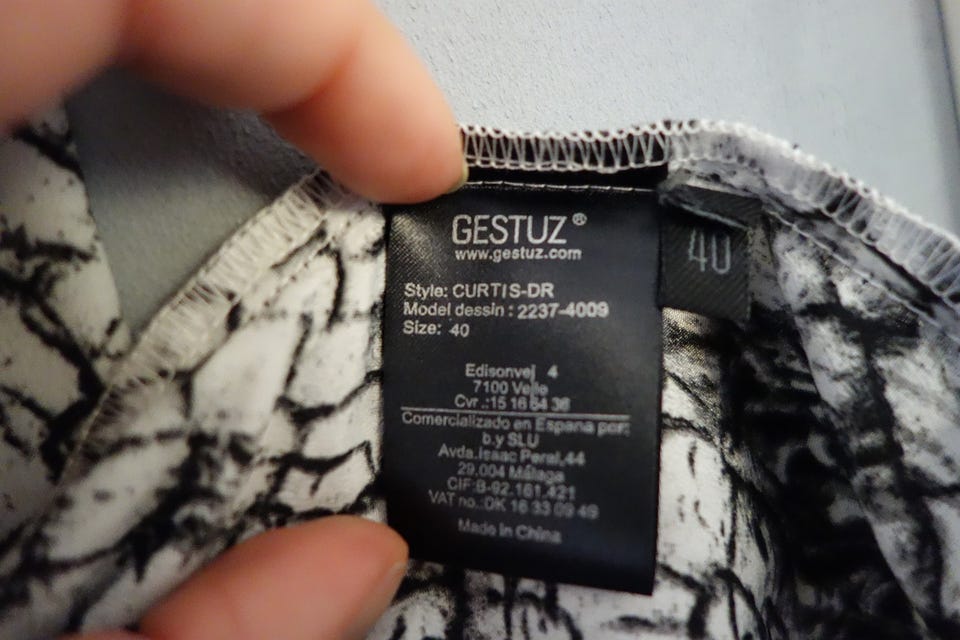 GESTUZ®
www.gestuz.com
Style: CURTIS-DR
Model dessin : 2237-4009
Size: 40
Edisonvej 4
7100 Vejle
Cvr .:15 16 64 36
Comercializado en Espana por:
b.y SLU
Avda.Isaac Peral,44
29.004 Málaga
CIF:B-92.161.421
VAT no.:DK 16 33 09 49
Made in China
40